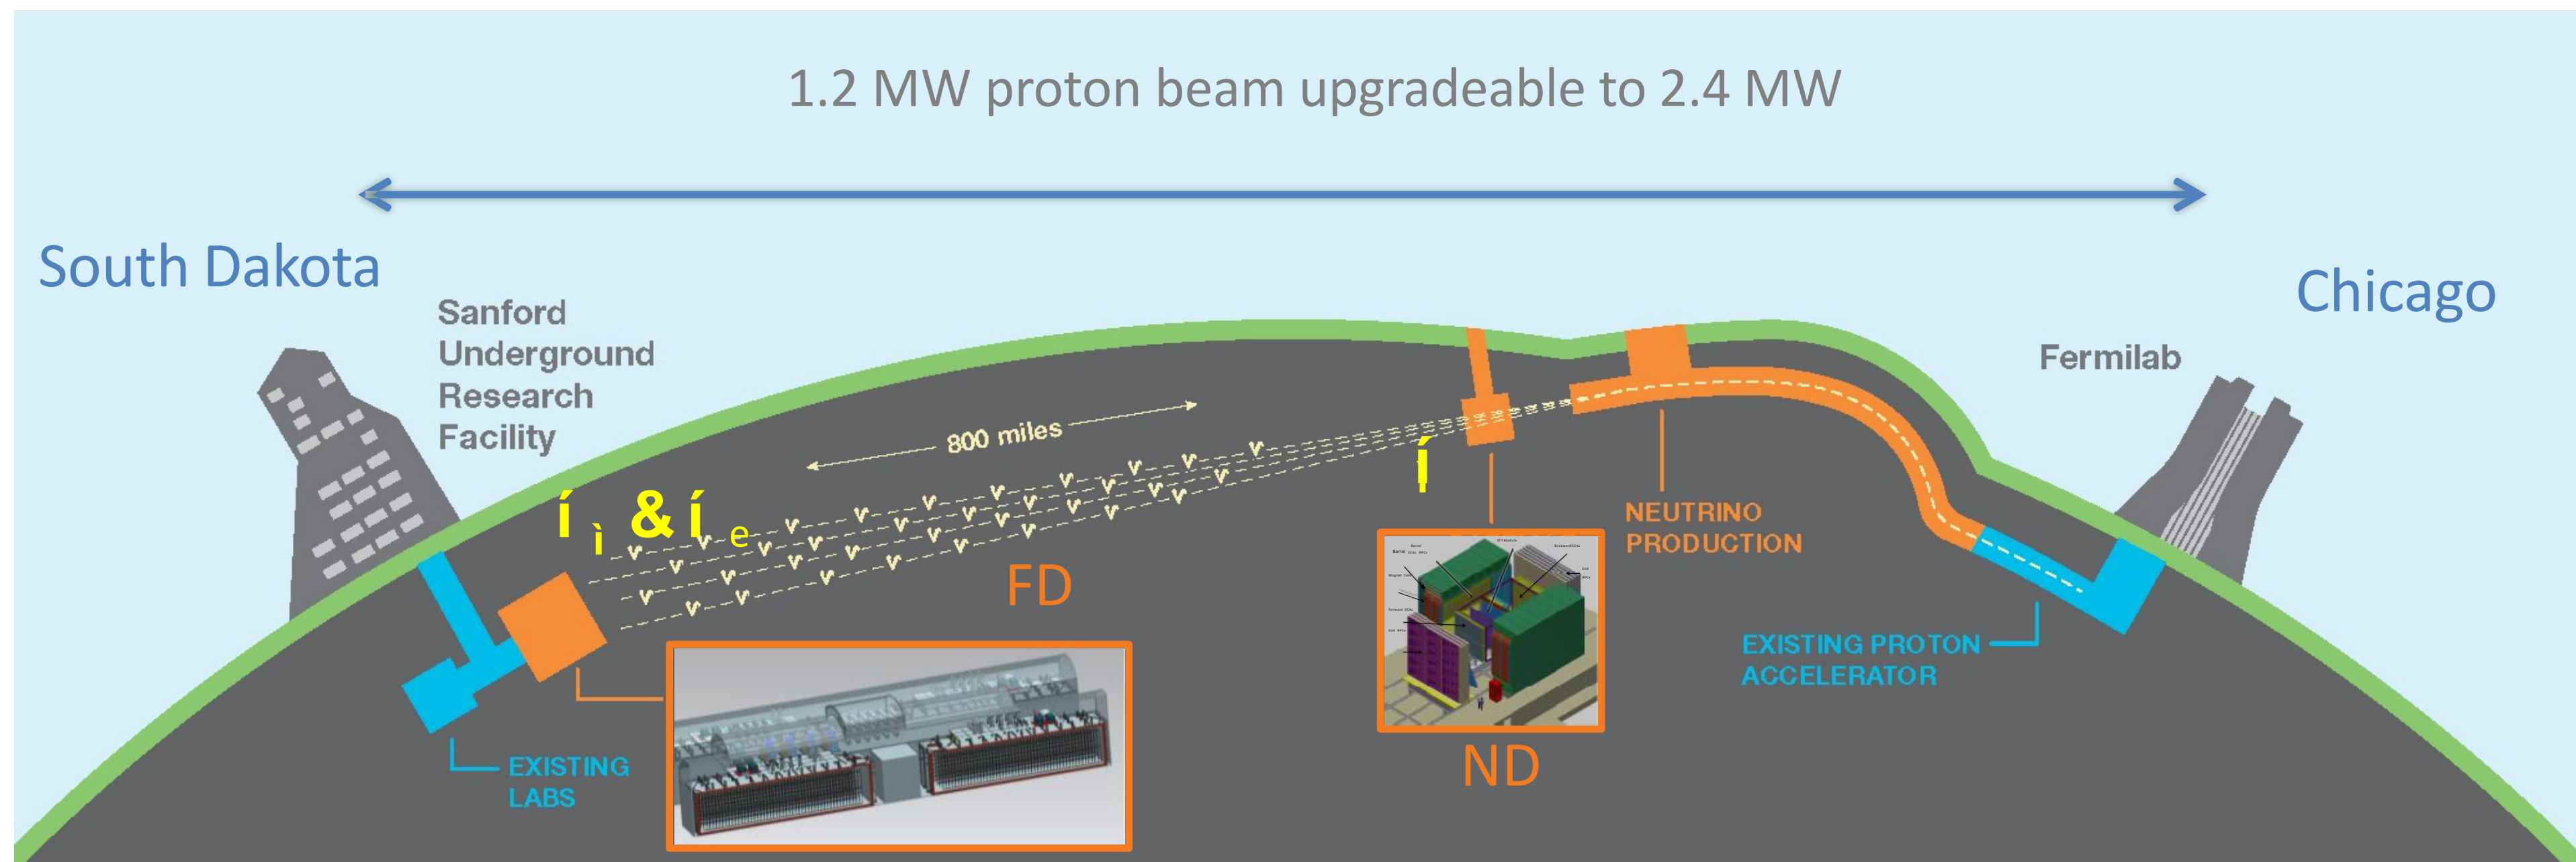 1.2 MW proton beam upgradeable to 2.4 MW
South Dakota
Chicago
Sanford
Underground
Research
Facility
Fermilab
800 miles
í ì & í e
í
NEUTRINO
PRODUCTION
FD
EXISTING PROTON
ACCELERATOR
ND
EXISTING
LABS